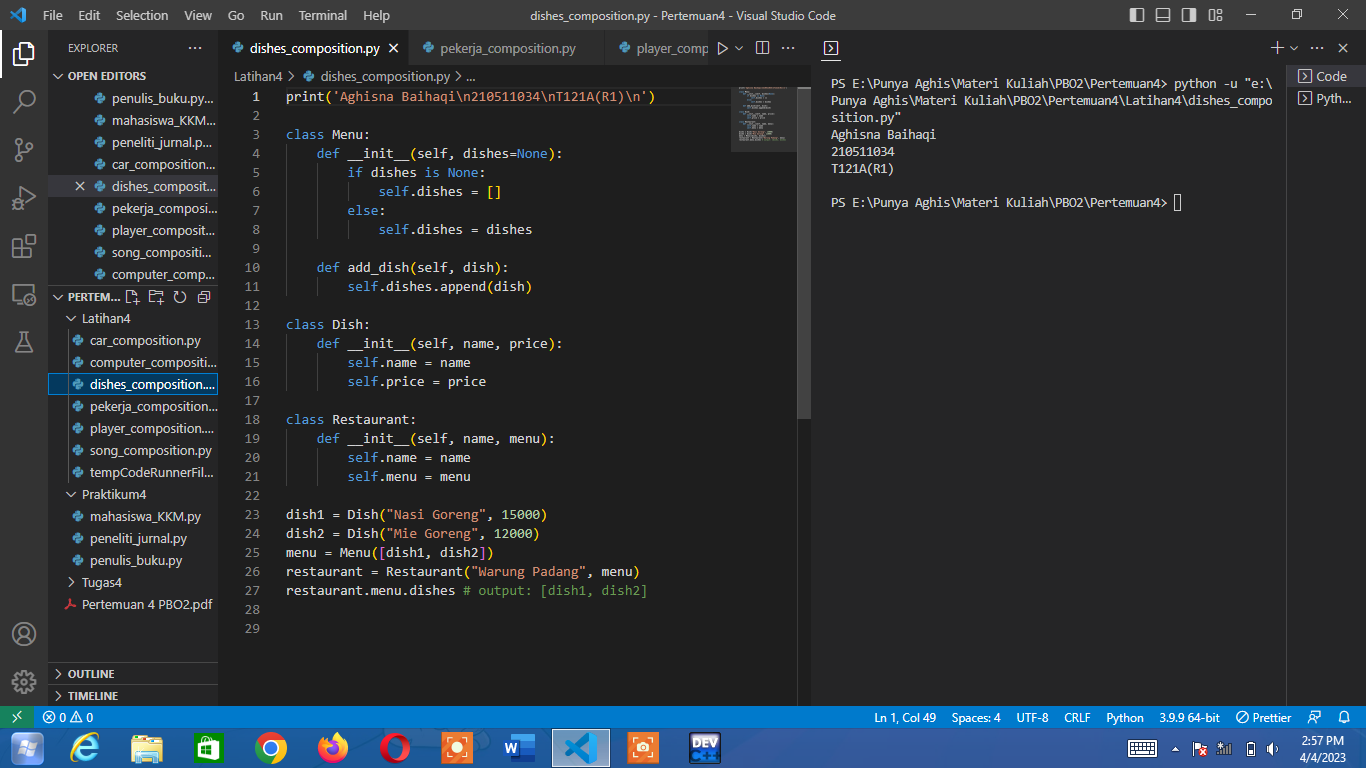 File Edit Selection View Go Run Terminal Help
dishes_composition.py - Pertemuan4 - Visual Studio Code
EXPLORER
OPEN EDITORS
penulis_buku.py...
mahasiswa_KKM....
peneliti_jurnal.p...
car_composition...
dishes_composit...
pekerja_composi...
player_composit...
song_compositi...
computer_comp...
PERTEM...
Latihan4
car_composition.py
computer_compositi...
dishes_composition....
pekerja_composition...
player_composition....
song_composition.py
tempCodeRunnerFil...
Praktikum4
mahasiswa_KKM.py
peneliti_jurnal.py
penulis_buku.py
Tugas4
Pertemuan 4 PBO2.pdf
OUTLINE
TIMELINE
dishes_composition.py pekerja_composition.py player_comp
Latihan4 > dishes_composition.py > ...
1 print('Aghisna Baihaqi\n210511034\nT121A(R1)\n')
2
3 class Menu:
4 def __init__(self, dishes=None):
5 if dishes is None:
6 self.dishes = []
7 else:
8 self.dishes = dishes
9
10 def add_dish(self, dish):
11 self.dishes.append(dish)
12
13 class Dish:
14 def __init__(self, name, price):
15 self.name = name
16 self.price = price
17
18 class Restaurant:
19 def __init__(self, name, menu):
20 self.name = name
21 self.menu = menu
22
23 dish1 = Dish("Nasi Goreng", 15000)
24 dish2 = Dish("Mie Goreng", 12000)
25 menu = Menu([dish1, dish2])
26 restaurant = Restaurant("Warung Padang", menu)
27 restaurant.menu.dishes # output: [dish1, dish2]
28
29
PS E:\Punya Aghis\Materi Kuliah\PBO2\Pertemuan4> python -u "e:\
Punya Aghis\Materi Kuliah\PBO2\Pertemuan4\Latihan4\dishes_compo
sition.py"
Aghisna Baihaqi
210511034
T121A(R1)
PS E:\Punya Aghis\Materi Kuliah\PBO2\Pertemuan4>
Code
Pyth...
0 0
Ln 1, Col 49 Spaces: 4 UTF-8 CRLF Python 3.9.9 64-bit Prettier
W
DEV C++
2:57 PM
4/4/2023